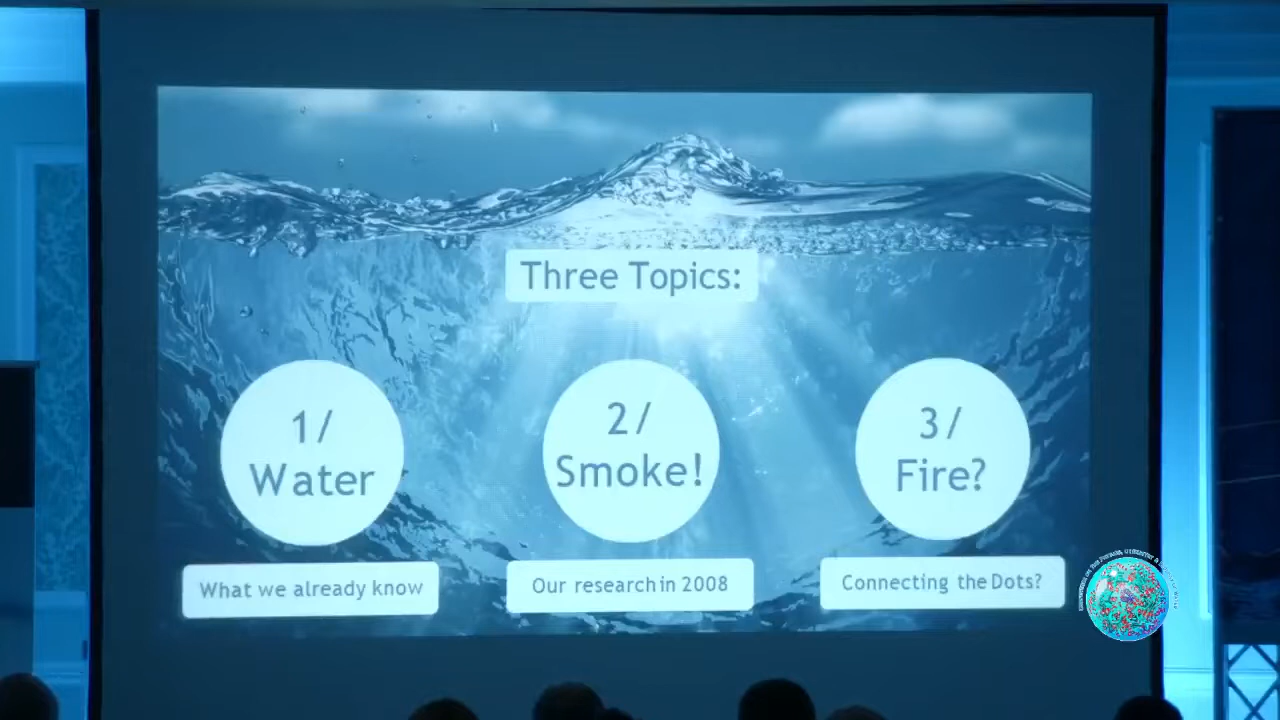 Three Topics:
1/
Water
2/
Smoke!
3/
Fire?
What we already know
Our research in 2008
Connecting the Dots?